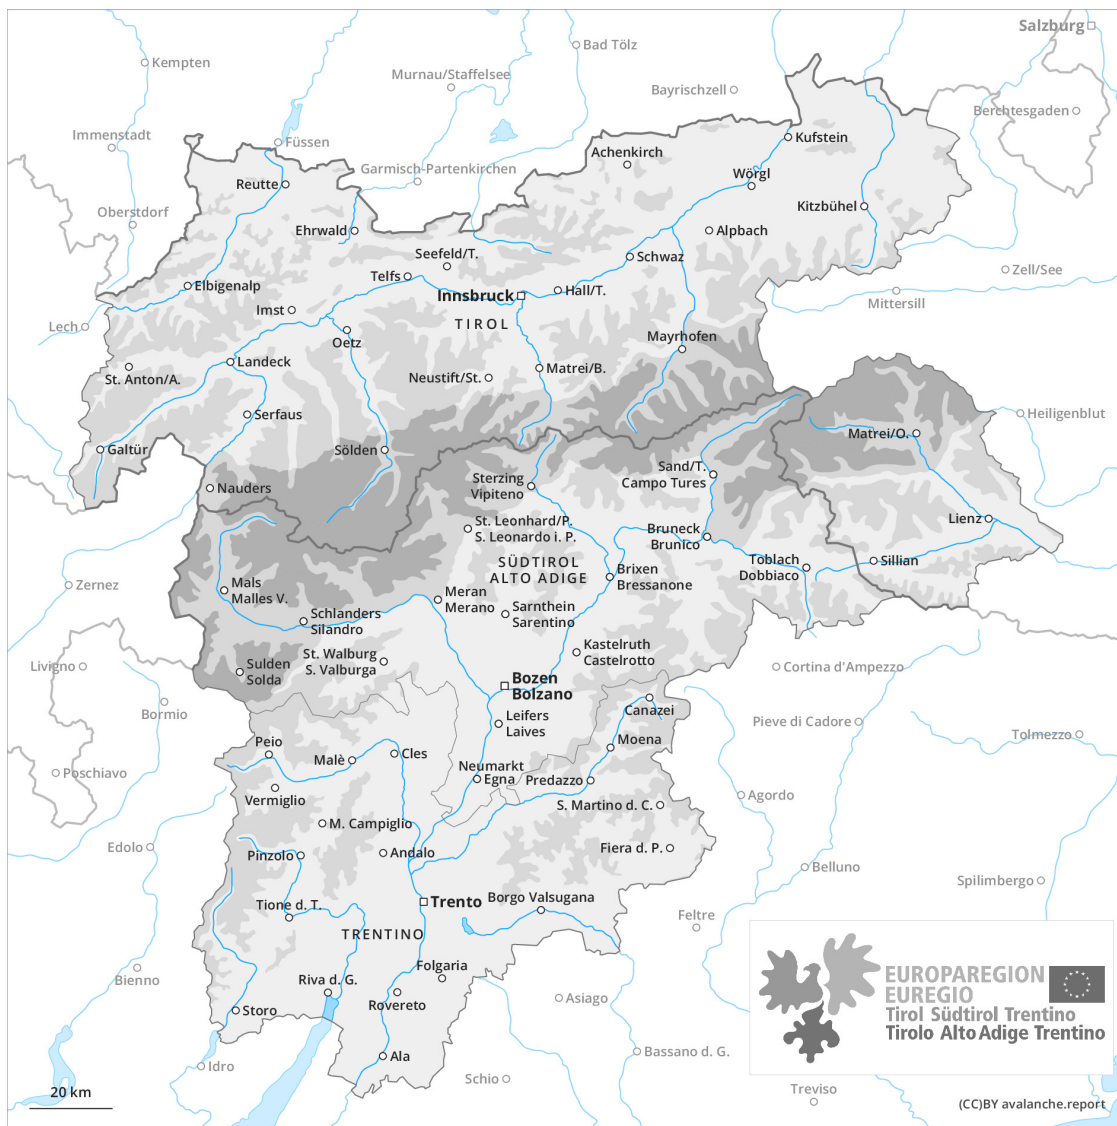 Salzburg
Bad Tölz
Kempten
Murnau/Staffelsee
Bayrischzell
Berchtesgaden
Immenstadt
Füssen
Kufstein
Achenkirch
Garmisch-Partenkirchen
Wörgl
Reutte
Kitzbühel
Oberstdorf
Ehrwald
Alpbach
Seefeld/T.
Schwaz
Telfs
Zell/See
Elbigenalp
Innsbruck
Hall/T.
Mittersill
Imst
TIROL
Lech
Oetz
Mayrhofen
Landeck
St. Anton/A.
Neustift/St.
Matrei/B.
Serfaus
Heiligenblut
Matrei/O.
Galtür
Sölden
Nauders
Sterzing
Vipiteno
Sand/T.
Campo Tures
St. Leonhard/P.
S. Leonardo i. P.
Lienz
Bruneck
Brunico
SÜDTIROL
ALTO ADIGE
Toblach
Dobbiaco
Sillian
Brixen
Bressanone
Zernez
Mals
Malles V.
Meran
Merano
Schlanders
Silandro
Sarnthein
Sarentino
St. Walburg
S. Valburga
Kastelruth
Castelrotto
Livigno
Sulden
Solda
Cortina d'Ampezzo
Bozen
Bolzano
Bormio
Canazei
Leifers
Laives
Pieve di Cadore
Tolmezzo
Peio
Malè
Cles
Moena
Poschiavo
Neumarkt
Egna
Predazzo
Vermiglio
Agordo
S. Martino d. C.
M. Campiglio
Edolo
Pinzolo
Andalo
Fiera d. P.
Belluno
Spilimbergo
Tione d. T.
Trento
Borgo Valsugana
Feltre
TRENTINO
Bienno
Folgaria
Riva d. G.
Rovereto
Storo
Asiago
EUROPAREGION
EUREGIO
Tirol Südtirol Trentino
Tirolo Alto Adige Trentino
Ala
Idro
Bassano d. G.
Schio
Treviso
20 km
(CC)BY avalanche.report